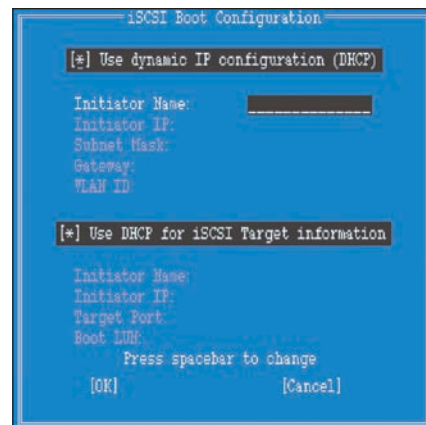 iSCSI Boot Configuration
[*] Use dynamic IP configuration (DHCP)
Initiator Name:
Initiator IP:
Subnet Mask:
Gateway:
VLAN ID
[*] Use DHCP for iSCSI Target information
Initiator Name:
Initiator IP:
Target Port:
Boot LUN:
Press spacebar to change
[OK] [Cancel]